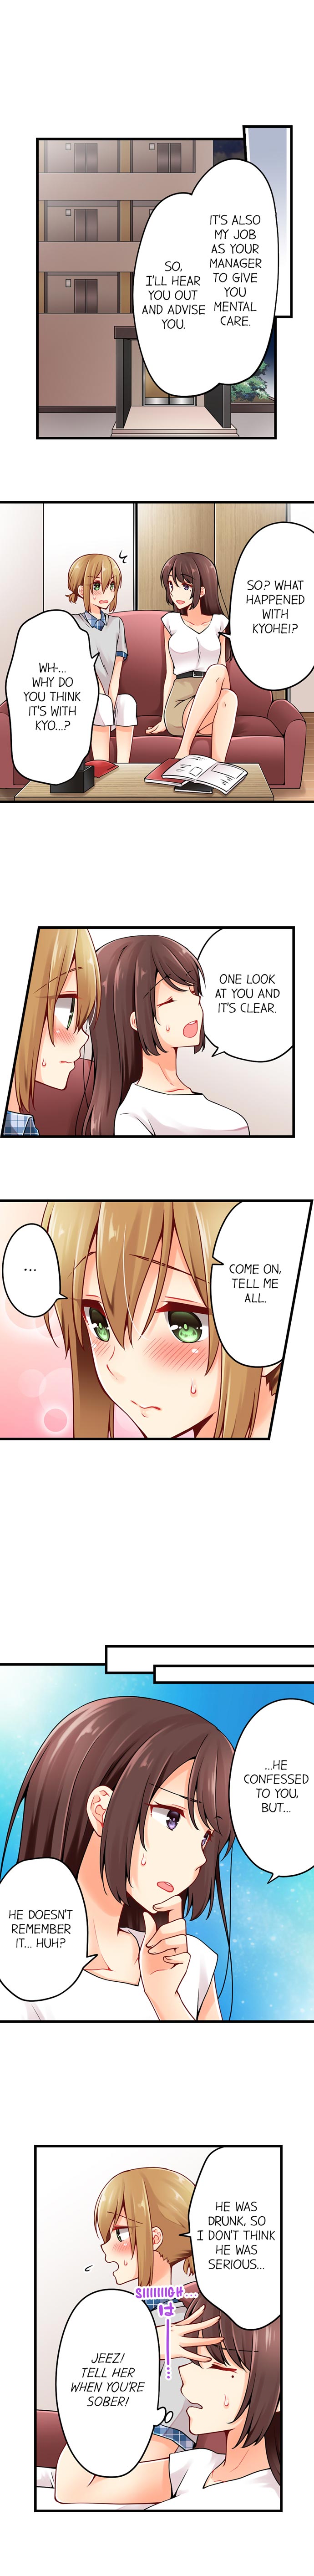 IT'S ALSO
MY JOB
AS YOUR
MANAGER
TO GIVE
YOU
MENTAL
CARE.
SO,
I'LL HEAR
YOU OUT
AND ADVISE
YOU.
SO? WHAT
HAPPENED
WITH
KYOHEI?
WH-...
WHY DO
YOU THINK
IT'S WITH
KYO...?
ONE LOOK
AT YOU AND
IT'S CLEAR.
COME ON,
TELL ME
ALL.
...
...HE
CONFESSED
TO YOU,
BUT...
HE DOESN'T
REMEMBER
IT... HUH?
HE WAS
DRUNK, SO
I DON'T THINK
HE WAS
SERIOUS...
SIIIIIIGH...
は
—…
JEEZ!
TELL HER
WHEN YOU'RE
SOBER!